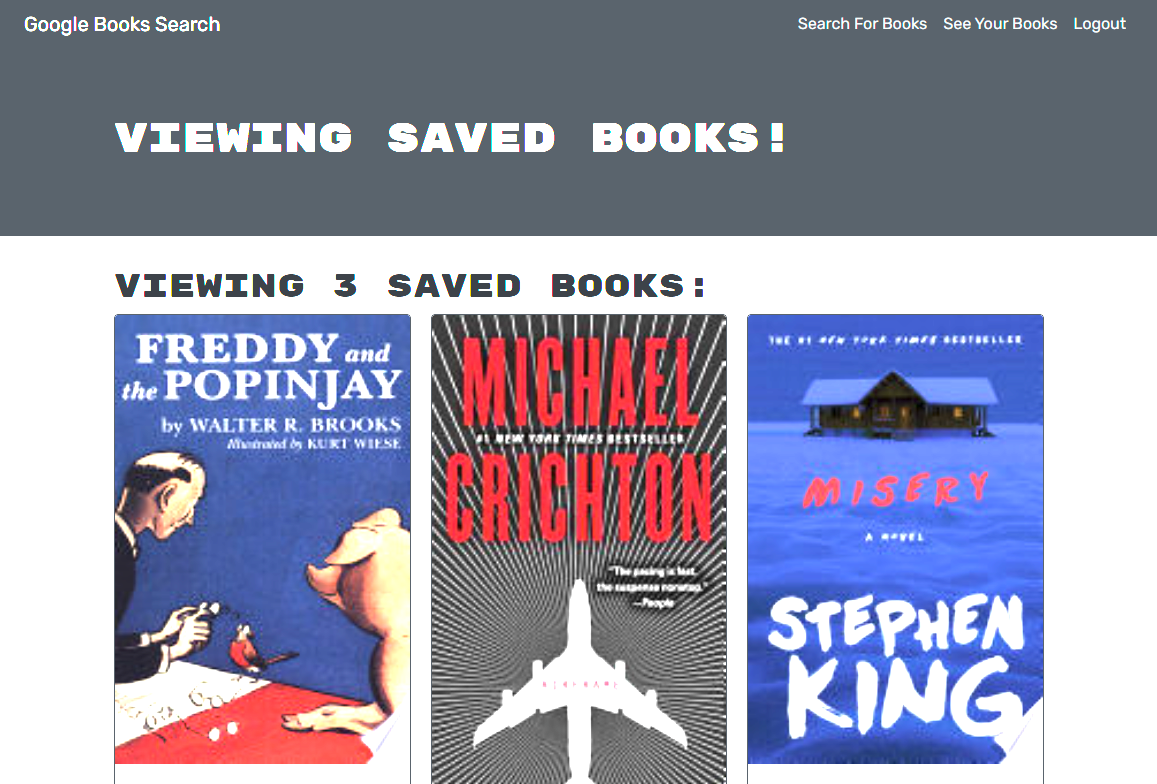 Google Books Search
Search For Books See Your Books Logout
VIEWING SAVED BOOKS!
VIEWING 3 SAVED BOOKS:
FREDDY and
the POPINJAY
by WALTER R. BROOKS
Illustrated by KURT WIESE
MICHAEL
#1 NEW YORK TIMES BESTSELLER
CRICHTON
"The pacing is fast,
the suspense nonstop."
—People
AIRFRAME
THE #1 NEW YORK TIMES BESTSELLER
MISERY
A NOVEL
STEPHEN
KING